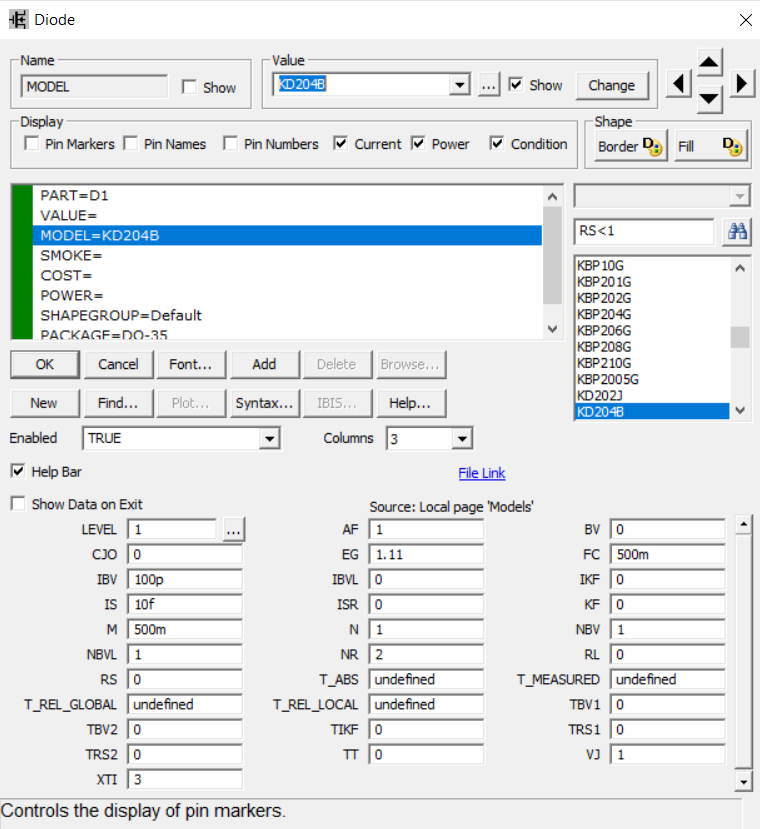 Diode
Name
Value
MODEL
Show
KD204B
...
Show
Change
Display
Shape
Pin Markers
Pin Names
Pin Numbers
Current
Power
Condition
Border
Fill
PART=D1
VALUE=
MODEL=KD204B
SMOKE=
COST=
POWER=
SHAPEGROUP=Default
PACKAGE=DO-35
RS<1
KBP10G
KBP201G
KBP202G
KBP204G
KBP206G
KBP208G
KBP210G
KBP2005G
KD202J
KD204B
OK Cancel Font... Add Delete Browse...
New Find... Plot... Syntax... IBIS... Help...
Enabled TRUE Columns 3
Help Bar File Link
Show Data on Exit Source: Local page 'Models'
LEVEL 1 ... AF 1 BV 0
CJO 0 EG 1.11 FC 500m
IBV 100p IBVL 0 IKF 0
IS 10f ISR 0 KF 0
M 500m N 1 NBV 1
NBVL 1 NR 2 RL 0
RS 0 T_ABS undefined T_MEASURED undefined
T_REL_GLOBAL undefined T_REL_LOCAL undefined TBV1 0
TBV2 0 TIKF 0 TRS1 0
TRS2 0 TT 0 VJ 1
XTI 3
Controls the display of pin markers.